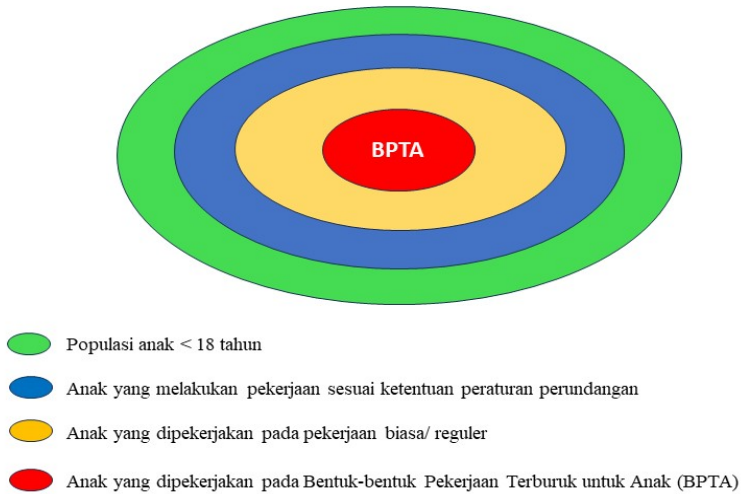 BPTA
Populasi anak < 18 tahun
Anak yang melakukan pekerjaan sesuai ketentuan peraturan perundangan
Anak yang dipekerjakan pada pekerjaan biasa/ reguler
Anak yang dipekerjakan pada Bentuk-bentuk Pekerjaan Terburuk untuk Anak (BPTA)